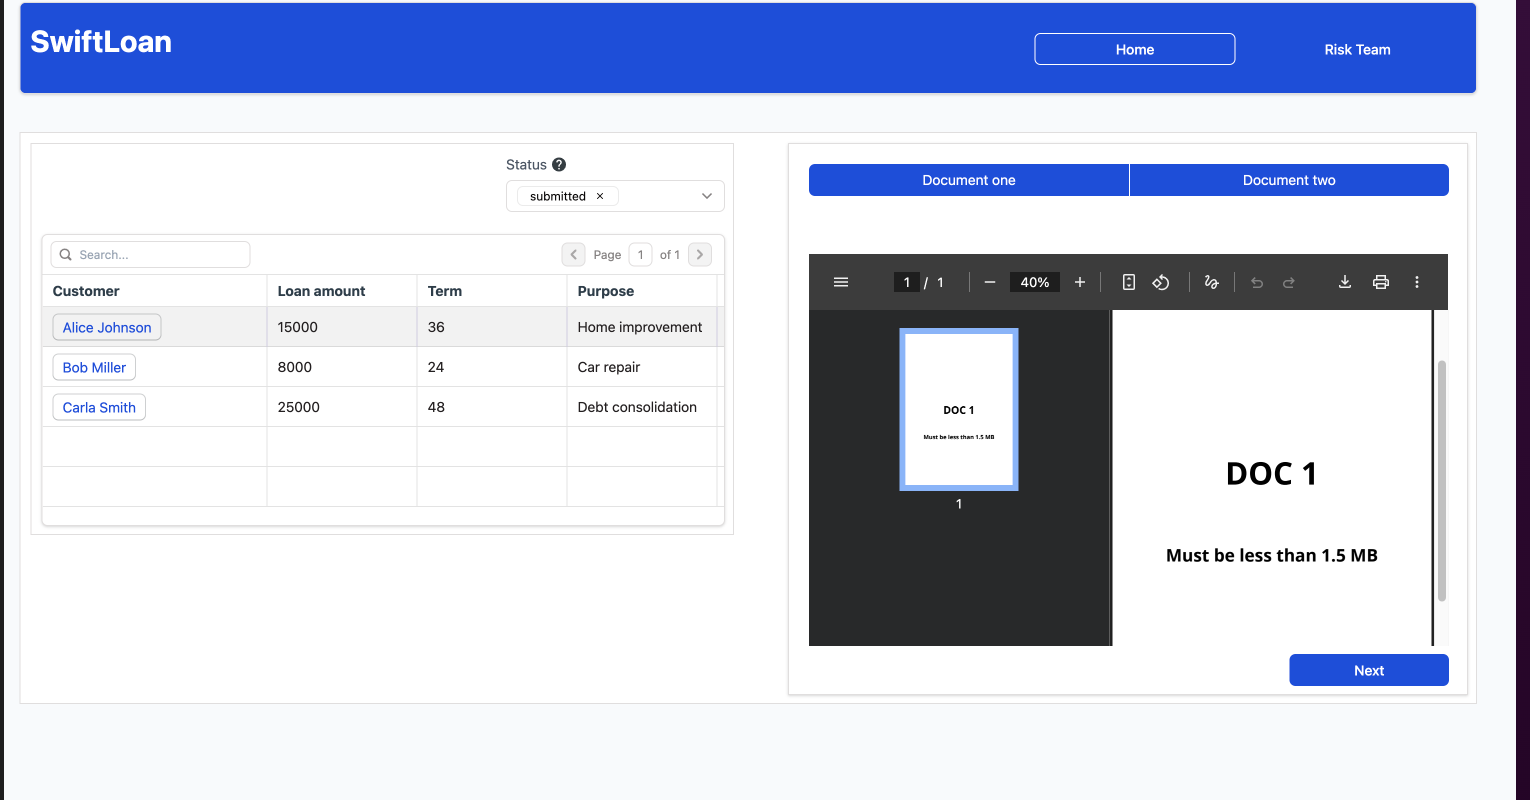 SwiftLoan
Home
Risk Team
Status ?
submitted ×
Search...
Page 1 of 1
Customer Loan amount Term Purpose
Alice Johnson 15000 36 Home improvement
Bob Miller 8000 24 Car repair
Carla Smith 25000 48 Debt consolidation
Document one
Document two
1 / 1
40%
DOC 1
Must be less than 1.5 MB
1
DOC 1
Must be less than 1.5 MB
Next